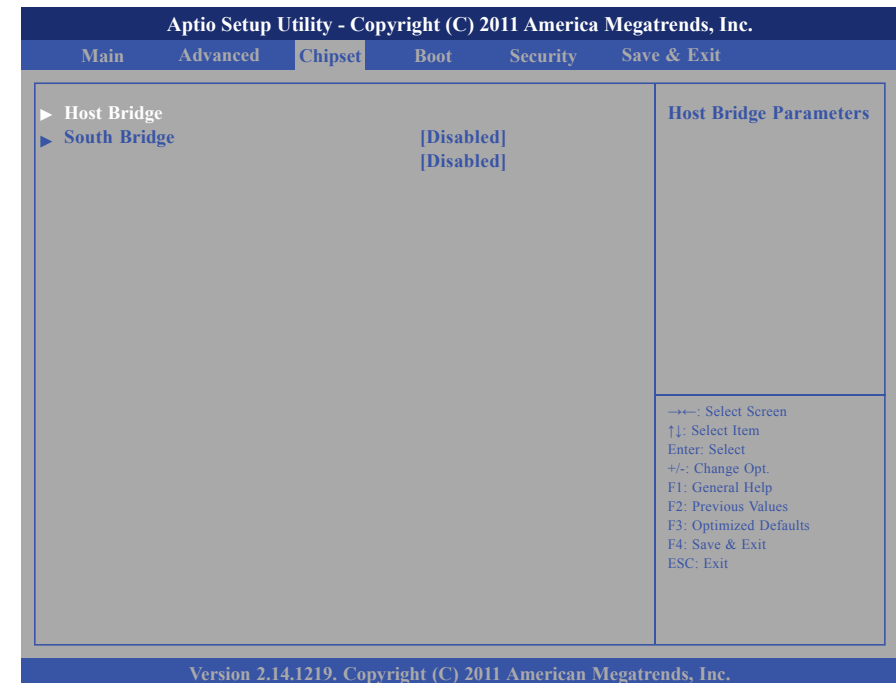 Aptio Setup Utility - Copyright (C) 2011 America Megatrends, Inc.
Main Advanced Chipset Boot Security Save & Exit
► Host Bridge
► South Bridge [Disabled]
[Disabled]
Host Bridge Parameters
→←: Select Screen
↑↓: Select Item
Enter: Select
+/-: Change Opt.
F1: General Help
F2: Previous Values
F3: Optimized Defaults
F4: Save & Exit
ESC: Exit
Version 2.14.1219. Copyright (C) 2011 American Megatrends, Inc.